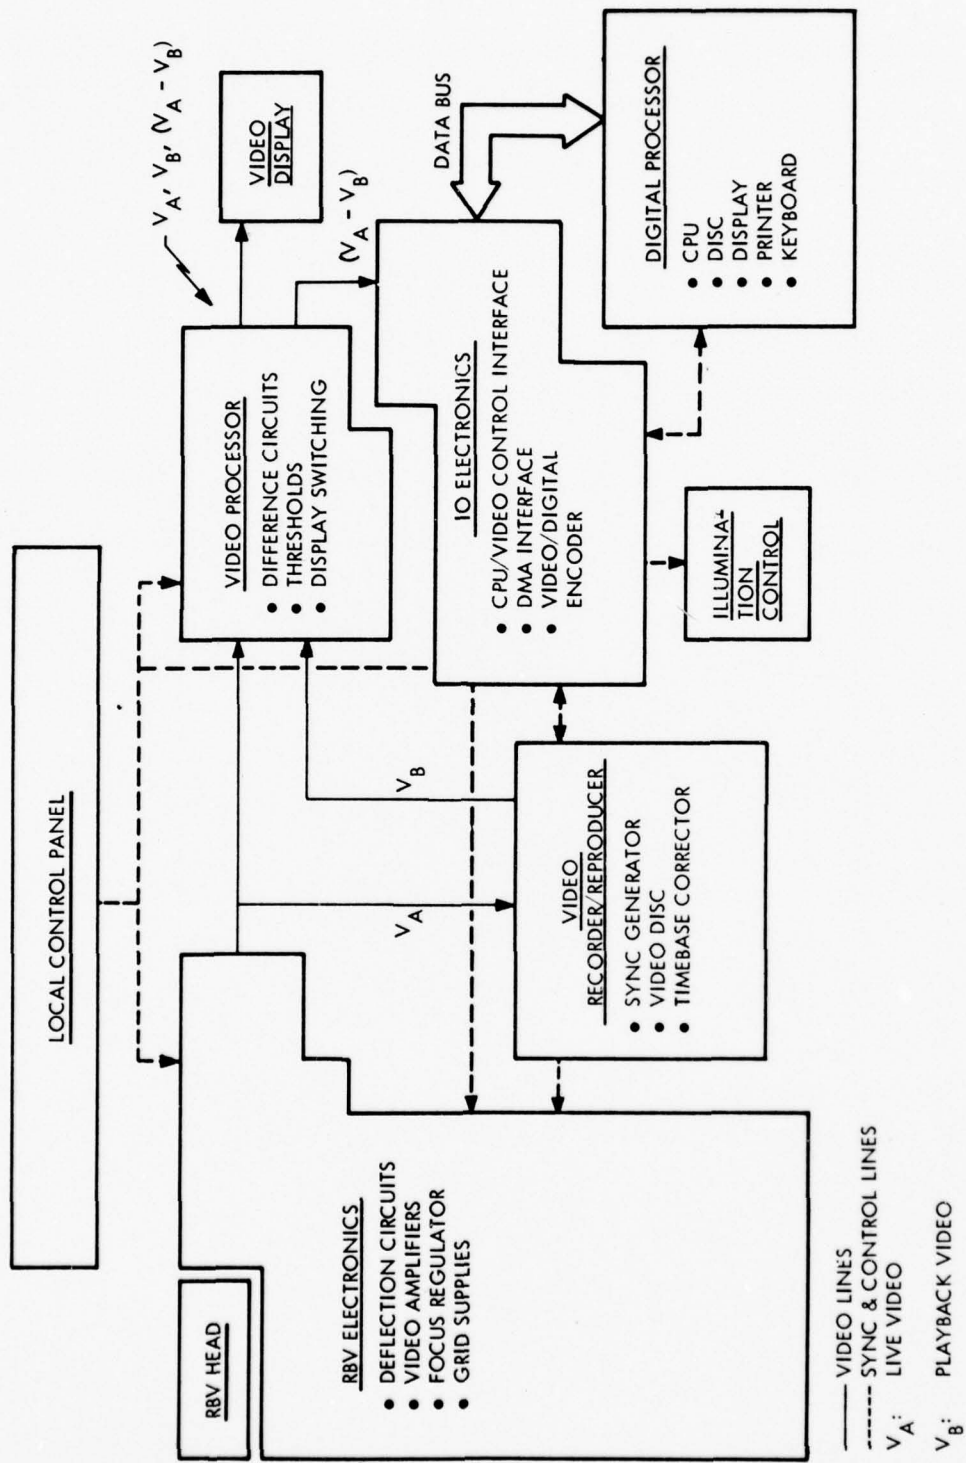 LOCAL CONTROL PANEL
RBV HEAD
RBV ELECTRONICS
• DEFLECTION CIRCUITS
• VIDEO AMPLIFIERS
• FOCUS REGULATOR
• GRID SUPPLIES
VIDEO PROCESSOR
• DIFFERENCE CIRCUITS
• THRESHOLDS
• DISPLAY SWITCHING
V_A, V_B, (V_A - V_B)
VIDEO
DISPLAY
(V_A - V_B)
V_A
V_B
VIDEO
RECORDER/REPRODUCER
• SYNC GENERATOR
• VIDEO DISC
• TIMEBASE CORRECTOR
IO ELECTRONICS
• CPU/VIDEO CONTROL INTERFACE
• DMA INTERFACE
• VIDEO/DIGITAL
ENCODER
DATA BUS
ILLUMINA-
TION
CONTROL
DIGITAL PROCESSOR
• CPU
• DISC
• DISPLAY
• PRINTER
• KEYBOARD
VIDEO LINES
SYNC & CONTROL LINES
V_A: LIVE VIDEO
V_B: PLAYBACK VIDEO